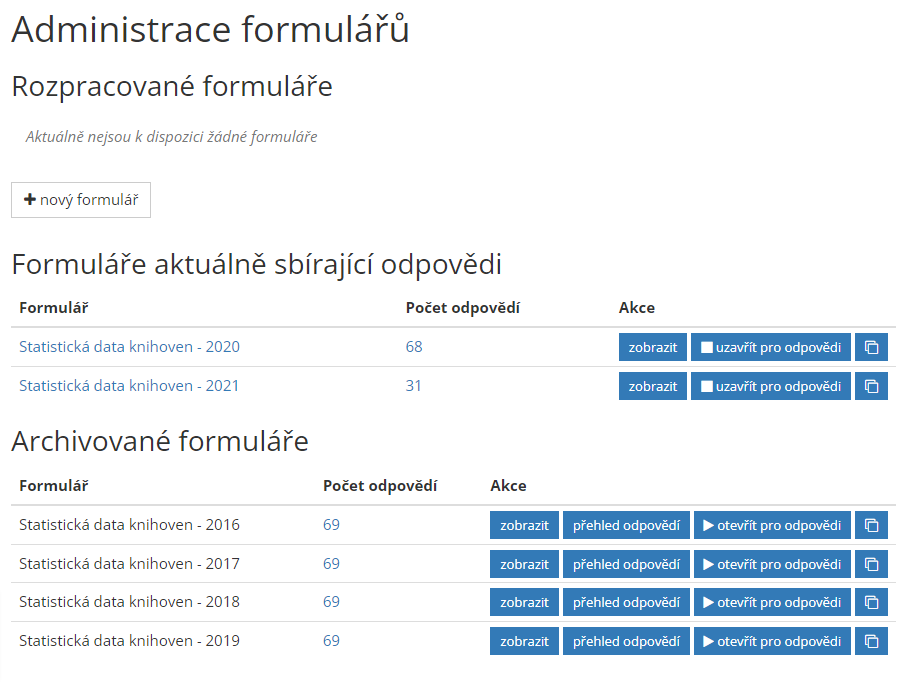 Administrace formulářů
Rozpracované formuláře
Aktuálně nejsou k dispozici žádné formuláře
nový formulář
Formuláře aktuálně sbírající odpovědi
Formulář Počet odpovědí Akce
Statistická data knihoven - 2020 68 zobrazit uzavřít pro odpovědi
Statistická data knihoven - 2021 31 zobrazit uzavřít pro odpovědi
Archivované formuláře
Formulář Počet odpovědí Akce
Statistická data knihoven - 2016 69 zobrazit přehled odpovědí otevřít pro odpovědi
Statistická data knihoven - 2017 69 zobrazit přehled odpovědí otevřít pro odpovědi
Statistická data knihoven - 2018 69 zobrazit přehled odpovědí otevřít pro odpovědi
Statistická data knihoven - 2019 69 zobrazit přehled odpovědí otevřít pro odpovědi